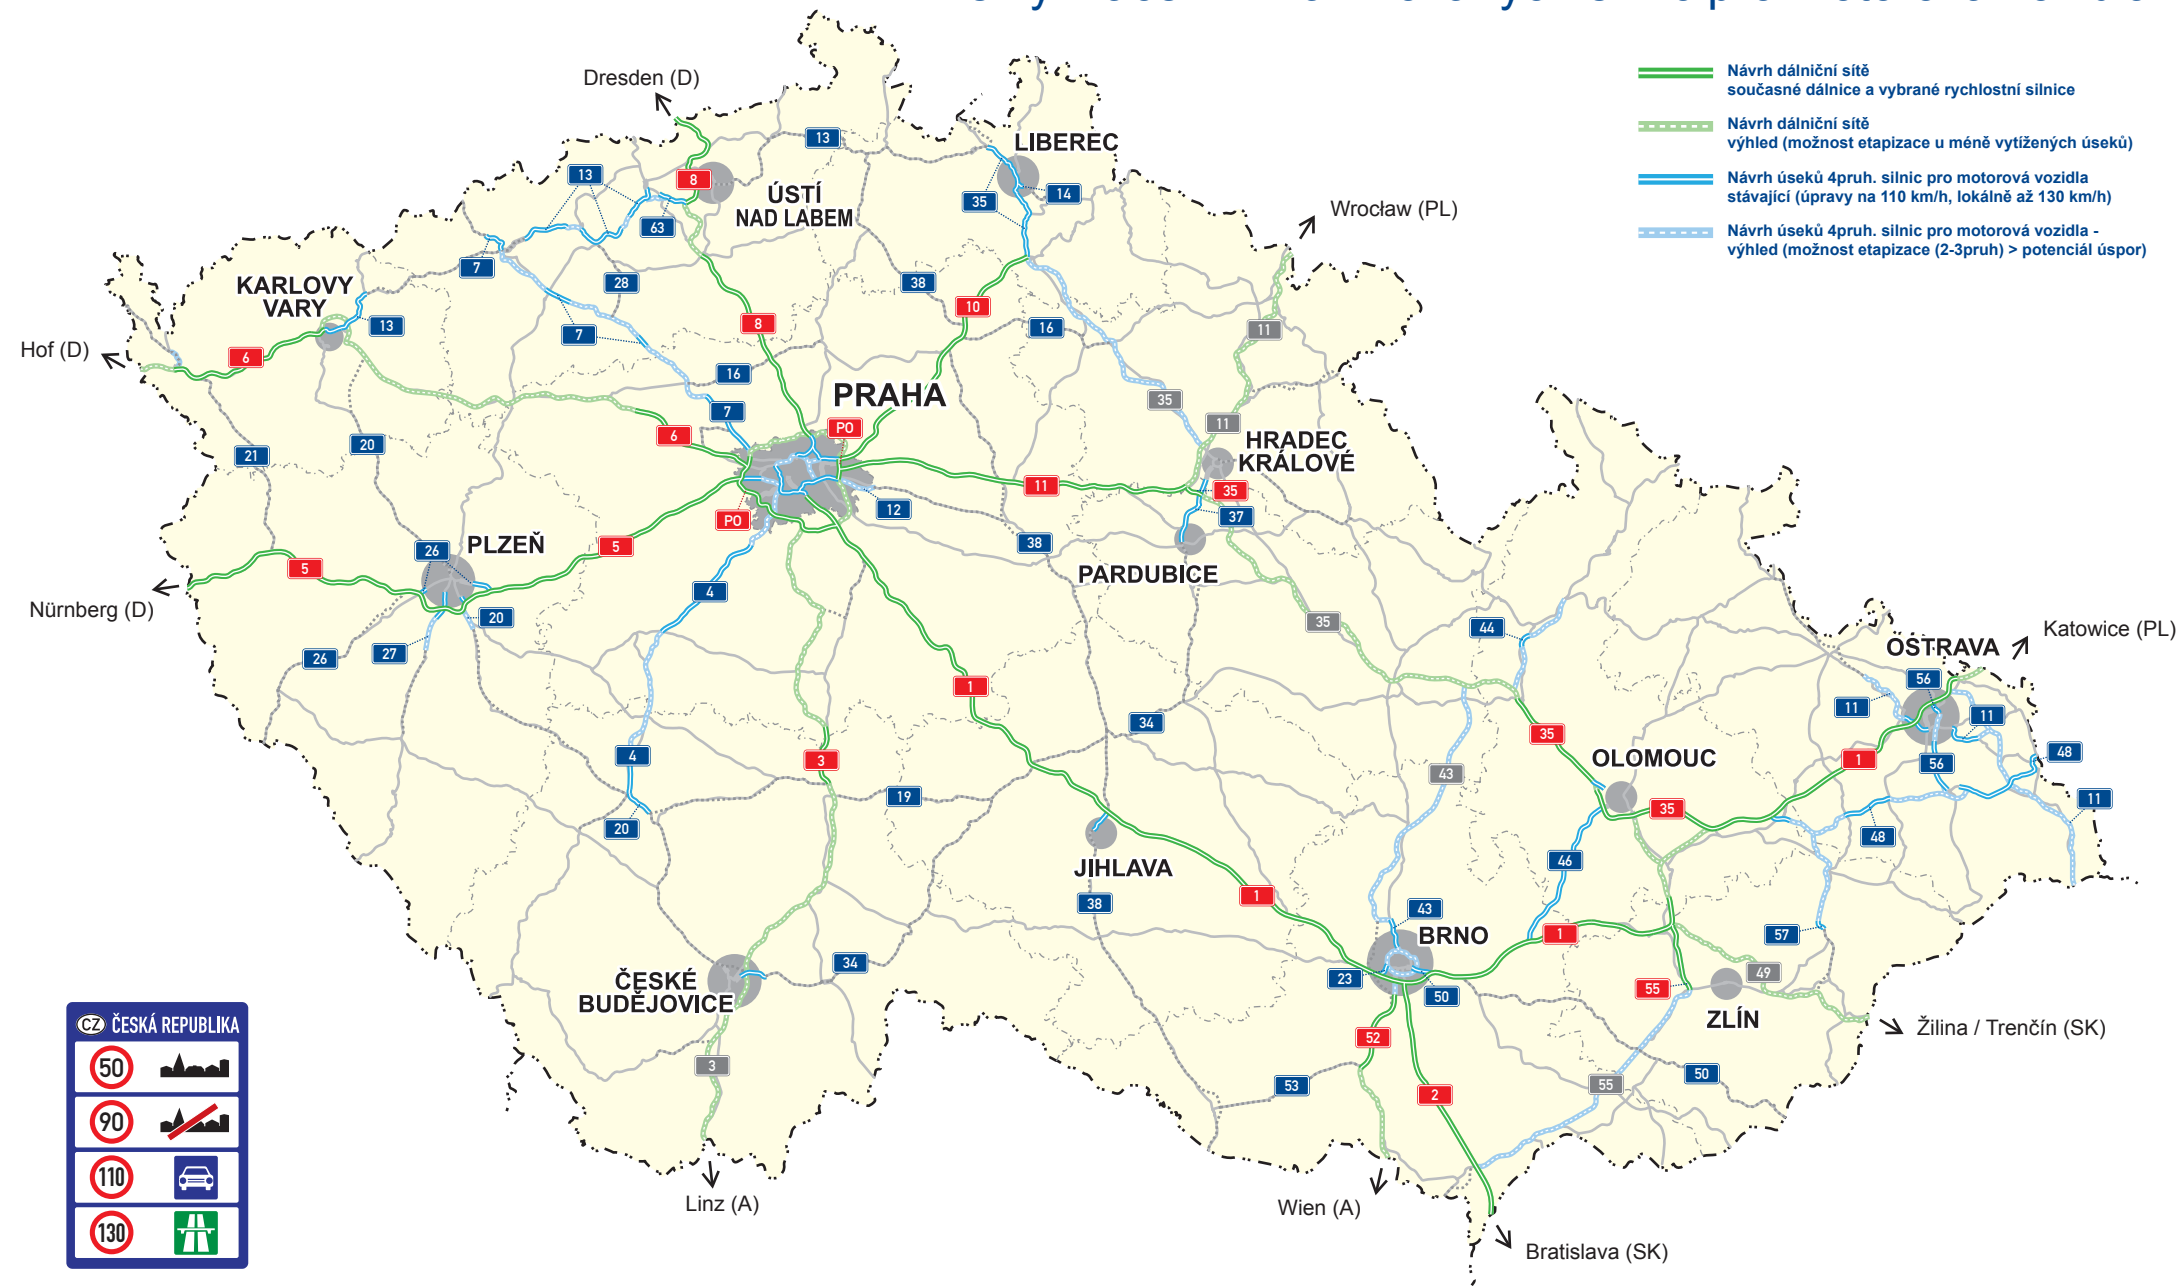 Dresden (D)
Návrh dálniční sítě
současné dálnice a vybrané rychlostní silnice
Návrh dálniční sítě
výhled (možnost etapizace u méně vytížených úseků)
Návrh úseků 4pruh. silnic pro motorová vozidla
stávající (úpravy na 110 km/h, lokálně až 130 km/h)
Návrh úseků 4pruh. silnic pro motorová vozidla -
výhled (možnost etapizace (2-3pruh) > potenciál úspor)
13
LIBEREC
8
13
ÚSTÍ
NAD LABEM
14
35
63
Wrocław (PL)
7
28
38
KARLOVY
VARY
13
7
8
10
16
11
Hof (D)
6
16
PRAHA
35
7
6
PO
11
20
21
HRADEC
KRÁLOVÉ
11
35
12
37
PO
26
PLZEŇ
5
5
38
PARDUBICE
Nürnberg (D)
20
4
35
44
26
27
Katowice (PL)
OSTRAVA
56
1
11
11
34
35
4
3
43
OLOMOUC
1
56
48
19
20
35
11
48
46
JIHLAVA
1
38
43
BRNO
1
57
34
ČESKÉ
BUDĚJOVICE
23
50
55
49
ZLÍN
Žilina / Trenčín (SK)
52
3
53
2
55
50
CZ ČESKÁ REPUBLIKA
50
90
110
130
Linz (A)
Wien (A)
Bratislava (SK)